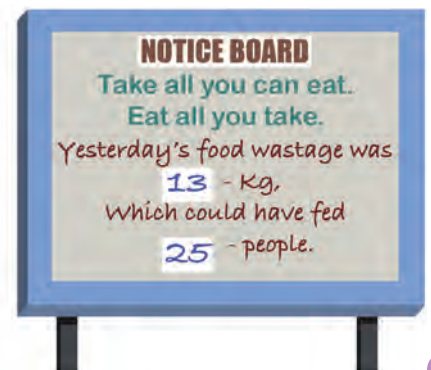 NOTICE BOARD
Take all you can eat.
Eat all you take.
Yesterday's food wastage was
13 - Kg,
Which could have fed
25 - people.